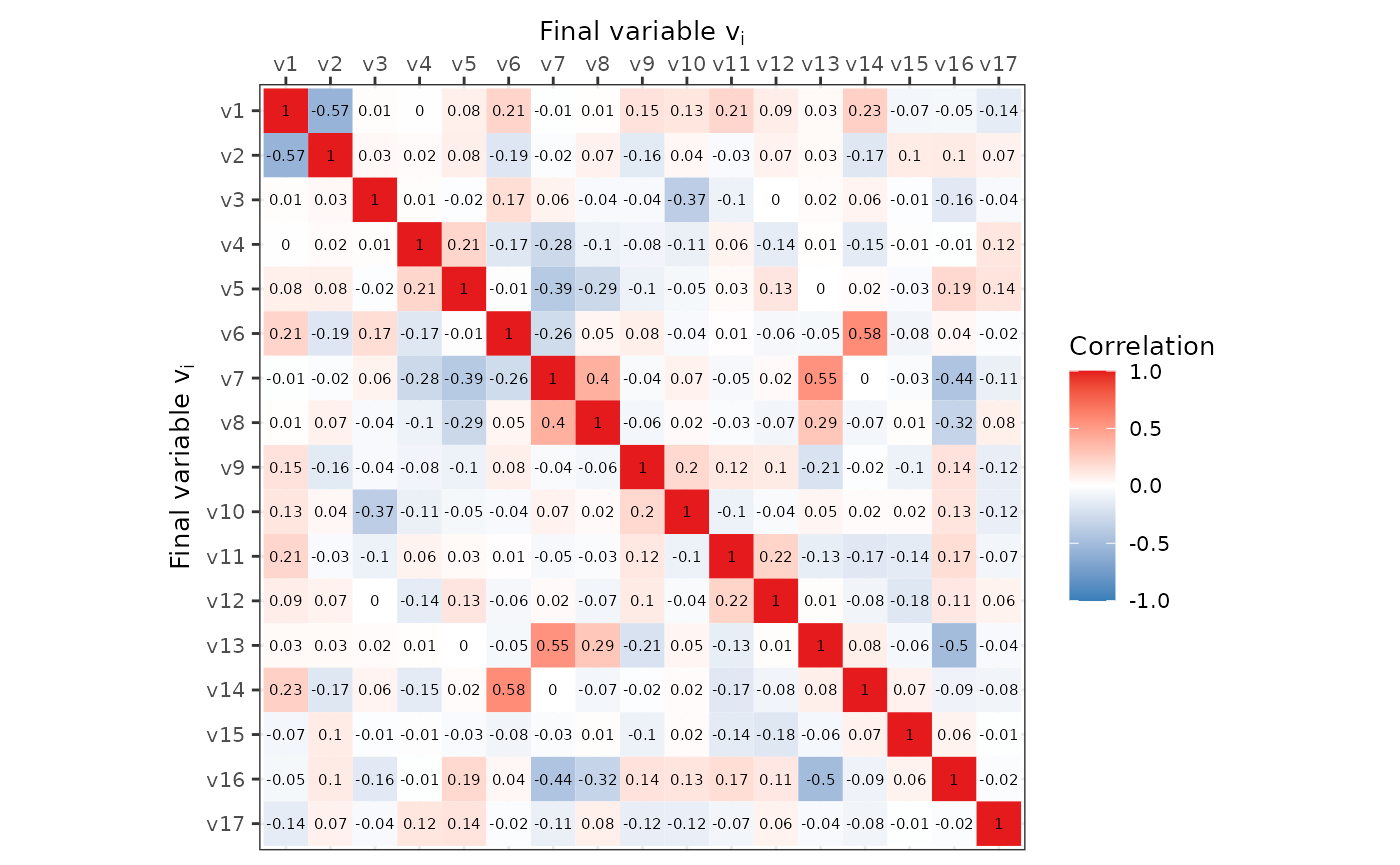 Final variable vi
v1 v2 v3 v4 v5 v6 v7 v8 v9 v10 v11 v12 v13 v14 v15 v16 v17
v1 1 -0.57 0.01 0 0.08 0.21 -0.01 0.01 0.15 0.13 0.21 0.09 0.03 0.23 -0.07 -0.05 -0.14
v2 -0.57 1 0.03 0.02 0.08 -0.19 -0.02 0.07 -0.16 0.04 -0.03 0.07 0.03 -0.17 0.1 0.1 0.07
v3 0.01 0.03 1 0.01 -0.02 0.17 0.06 -0.04 -0.04 -0.37 -0.1 0 0.02 0.06 -0.01 -0.16 -0.04
v4 0 0.02 0.01 1 0.21 -0.17 -0.28 -0.1 -0.08 -0.11 0.06 -0.14 0.01 -0.15 -0.01 -0.01 0.12
v5 0.08 0.08 -0.02 0.21 1 -0.01 -0.39 -0.29 -0.1 -0.05 0.03 0.13 0 0.02 -0.03 0.19 0.14
v6 0.21 -0.19 0.17 -0.17 -0.01 1 -0.26 0.05 0.08 -0.04 0.01 -0.06 -0.05 0.58 -0.08 0.04 -0.02
v7 -0.01 -0.02 0.06 -0.28 -0.39 -0.26 1 0.4 -0.04 0.07 -0.05 0.02 0.55 0 -0.03 -0.44 -0.11
v8 0.01 0.07 -0.04 -0.1 -0.29 0.05 0.4 1 -0.06 0.02 -0.03 -0.07 0.29 -0.07 0.01 -0.32 0.08
v9 0.15 -0.16 -0.04 -0.08 -0.1 0.08 -0.04 -0.06 1 0.2 0.12 0.1 -0.21 -0.02 -0.1 0.14 -0.12
v10 0.13 0.04 -0.37 -0.11 -0.05 -0.04 0.07 0.02 0.2 1 -0.1 -0.04 0.05 0.02 0.02 0.13 -0.12
v11 0.21 -0.03 -0.1 0.06 0.03 0.01 -0.05 -0.03 0.12 -0.1 1 0.22 -0.13 -0.17 -0.14 0.17 -0.07
v12 0.09 0.07 0 -0.14 0.13 -0.06 0.02 -0.07 0.1 -0.04 0.22 1 0.01 -0.08 -0.18 0.11 0.06
v13 0.03 0.03 0.02 0.01 0 -0.05 0.55 0.29 -0.21 0.05 -0.13 0.01 1 0.08 -0.06 -0.5 -0.04
v14 0.23 -0.17 0.06 -0.15 0.02 0.58 0 -0.07 -0.02 0.02 -0.17 -0.08 0.08 1 0.07 -0.09 -0.08
v15 -0.07 0.1 -0.01 -0.01 -0.03 -0.08 -0.03 0.01 -0.1 0.02 -0.14 -0.18 -0.06 0.07 1 0.06 -0.01
v16 -0.05 0.1 -0.16 -0.01 0.19 0.04 -0.44 -0.32 0.14 0.13 0.17 0.11 -0.5 -0.09 0.06 1 -0.02
v17 -0.14 0.07 -0.04 0.12 0.14 -0.02 -0.11 0.08 -0.12 -0.12 -0.07 0.06 -0.04 -0.08 -0.01 -0.02 1
Final variable vi
Correlation
1.0
0.5
0.0
-0.5
-1.0